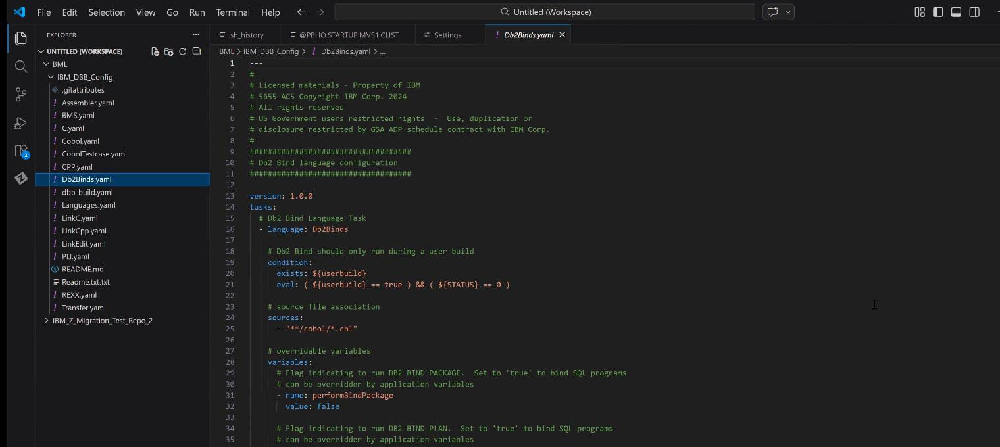 File Edit Selection View Go Run Terminal Help
Untitled (Workspace)
EXPLORER
UNTITLED (WORKSPACE)
BML
IBM_DBB_Config
.gitattributes
! Assembler.yaml
! BMS.yaml
! C.yaml
! Cobol.yaml
! CobolTestcase.yaml
! CPP.yaml
! Db2Binds.yaml
! dbb-build.yaml
! Languages.yaml
! LinkC.yaml
! LinkCpp.yaml
! LinkEdit.yaml
! PLI.yaml
README.md
Readme.txt.txt
! REXX.yaml
! Transfer.yaml
IBM_Z_Migration_Test_Repo_2
2
.sh_history
@PBHO.STARTUP.MVS1.CLIST
Settings
! Db2Binds.yaml
BML > IBM_DBB_Config > ! Db2Binds.yaml > ...
1 ---
2 #
3 # Licensed materials - Property of IBM
4 # 5655-AC5 Copyright IBM Corp. 2024
5 # All rights reserved
6 # US Government users restricted rights  -  Use, duplication or
7 # disclosure restricted by GSA ADP schedule contract with IBM Corp.
8 #
9 ####################################
10 # Db2 Bind language configuration
11 ####################################
12
13 version: 1.0.0
14 tasks:
15   # Db2 Bind Language Task
16   - language: Db2Binds
17
18     # Db2 Bind should only run during a user build
19     condition:
20       exists: ${userbuild}
21       eval: ( ${userbuild} == true ) && ( ${STATUS} == 0 )
22
23     # source file association
24     sources:
25       - "**/cobol/*.cbl"
26
27     # overridable variables
28     variables:
29       # Flag indicating to run DB2 BIND PACKAGE.  Set to 'true' to bind SQL programs
30       # can be overridden by application variables
31       - name: performBindPackage
32         value: false
33
34       # Flag indicating to run DB2 BIND PLAN.  Set to 'true' to bind SQL programs
35       # can be overridden by application variables